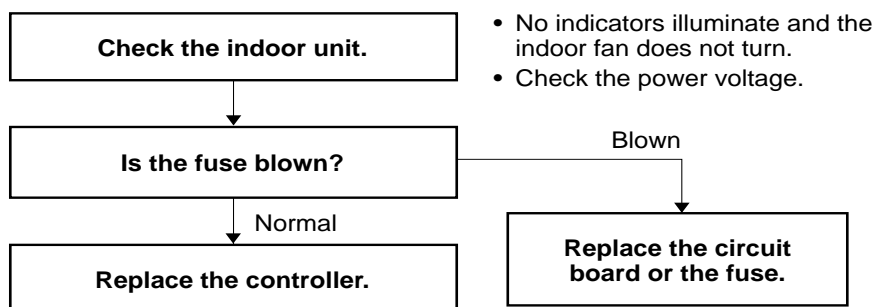 Check the indoor unit.
• No indicators illuminate and the
indoor fan does not turn.
• Check the power voltage.
Is the fuse blown?
Blown
Normal
Replace the controller.
Replace the circuit
board or the fuse.